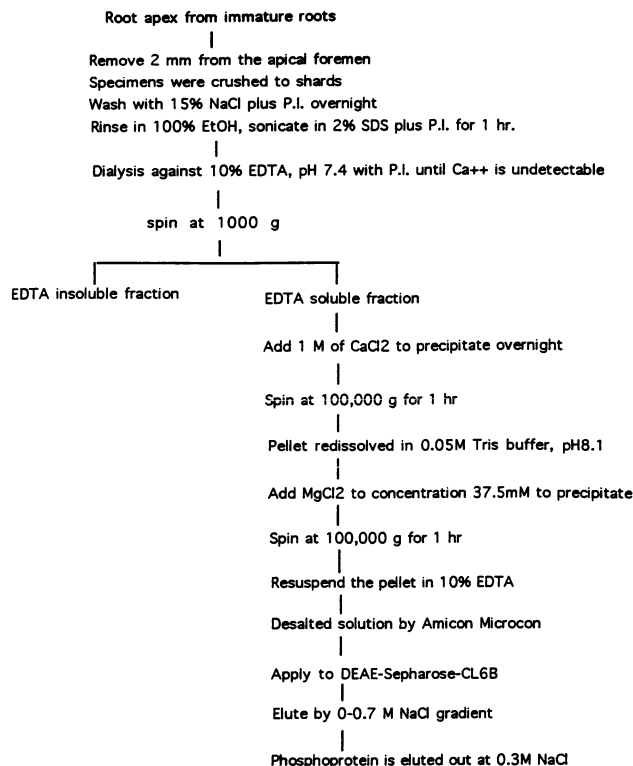 Root apex from immature roots
Remove 2 mm from the apical foremen
Specimens were crushed to shards
Wash with 15% NaCl plus P.I. overnight
Rinse in 100% EtOH, sonicate in 2% SDS plus P.I. for 1 hr.
Dialysis against 10% EDTA, pH 7.4 with P.I. until Ca++ is undetectable
spin at 1000 g
EDTA insoluble fraction
EDTA soluble fraction
Add 1 M of CaCl2 to precipitate overnight
Spin at 100,000 g for 1 hr
Pellet redissolved in 0.05M Tris buffer, pH8.1
Add MgCl2 to concentration 37.5mM to precipitate
Spin at 100,000 g for 1 hr
Resuspend the pellet in 10% EDTA
Desalted solution by Amicon Microcon
Apply to DEAE-Sepharose-CL6B
Elute by 0-0.7 M NaCl gradient
Phosphoprotein is eluted out at 0.3M NaCl